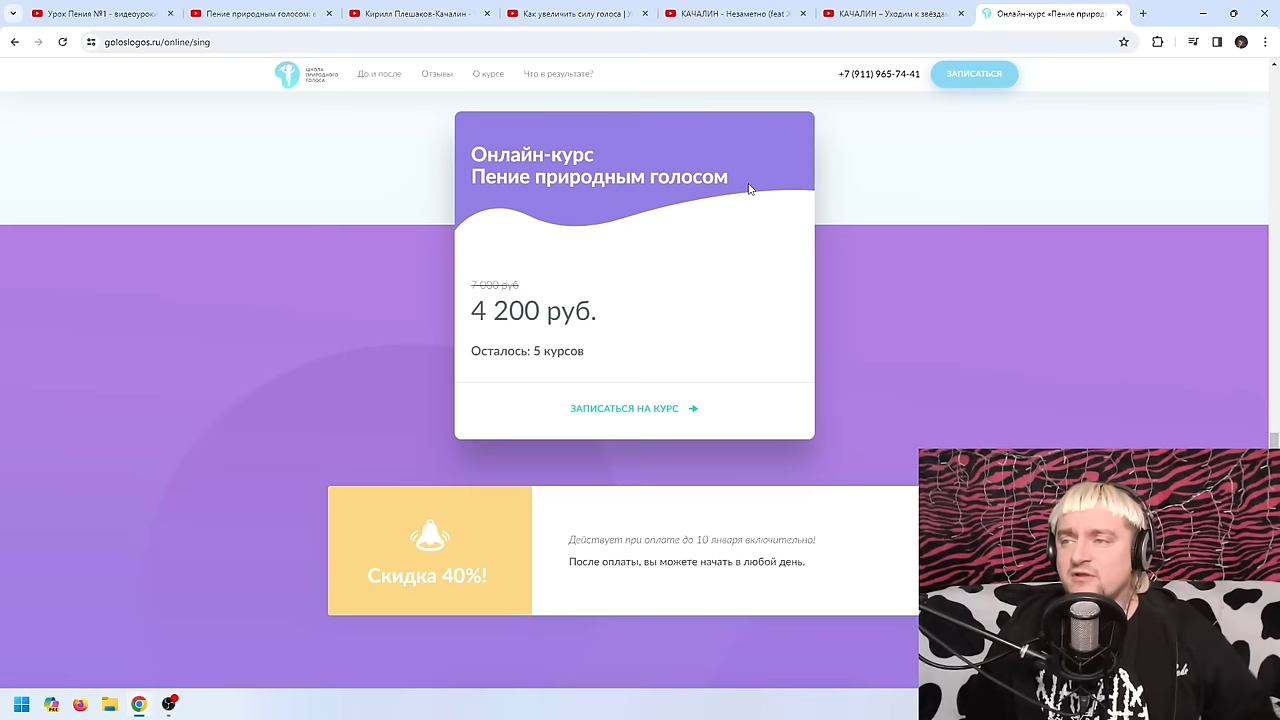 Урок Пения №1 - видеоурок
Пение природным голосом: в
Кирилл Плешаков-Качалин
Как увеличить силу голоса | У
КАЧАЛИН - Незаметно (feat
КАЧАЛИН – Уходим к звёзда
Онлайн-курс «Пение природ
goloslogos.ru/online/sing
ШКОЛА
ПРИРОДНОГО
ГОЛОСА
До и после
Отзывы
О курсе
Что в результате?
+7 (911) 965-74-41
ЗАПИСАТЬСЯ
Онлайн-курс
Пение природным голосом
7 000 руб
4 200 руб.
Осталось: 5 курсов
ЗАПИСАТЬСЯ НА КУРС
Скидка 40%!
Действует при оплате до 10 января включительно!
После оплаты, вы можете начать в любой день.